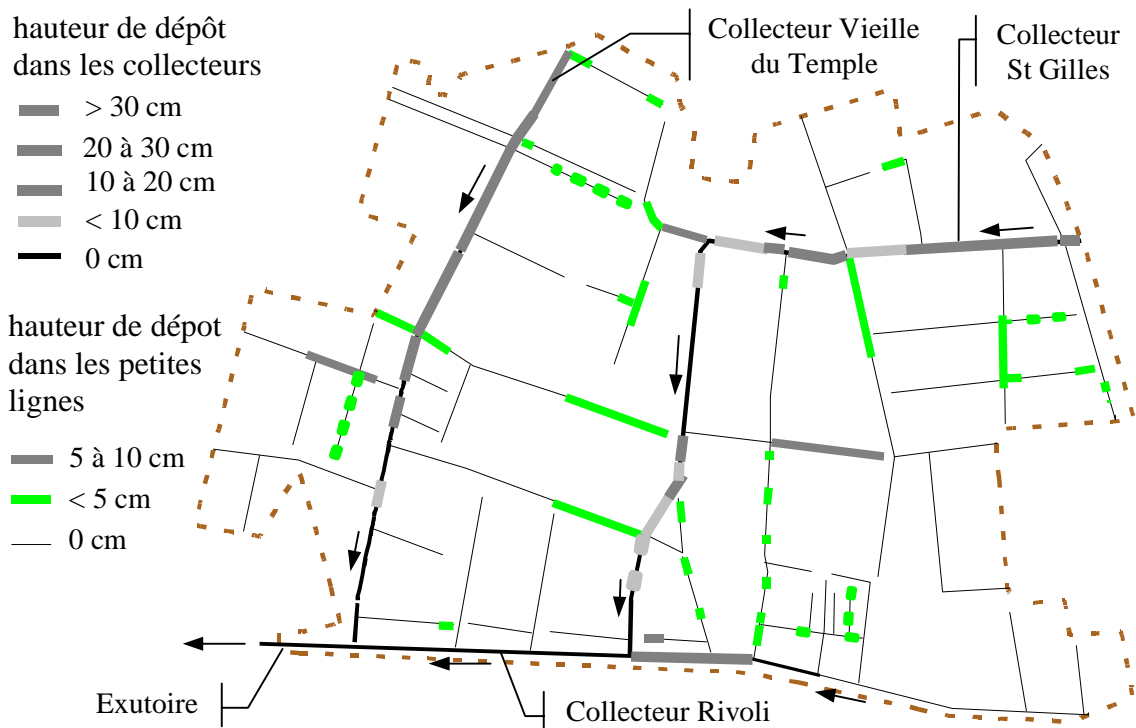 hauteur de dépôt
dans les collecteurs
> 30 cm
20 à 30 cm
10 à 20 cm
< 10 cm
0 cm
Collecteur Vieille
du Temple
Collecteur
St Gilles
hauteur de dépot
dans les petites
lignes
5 à 10 cm
< 5 cm
0 cm
Exutoire
Collecteur Rivoli